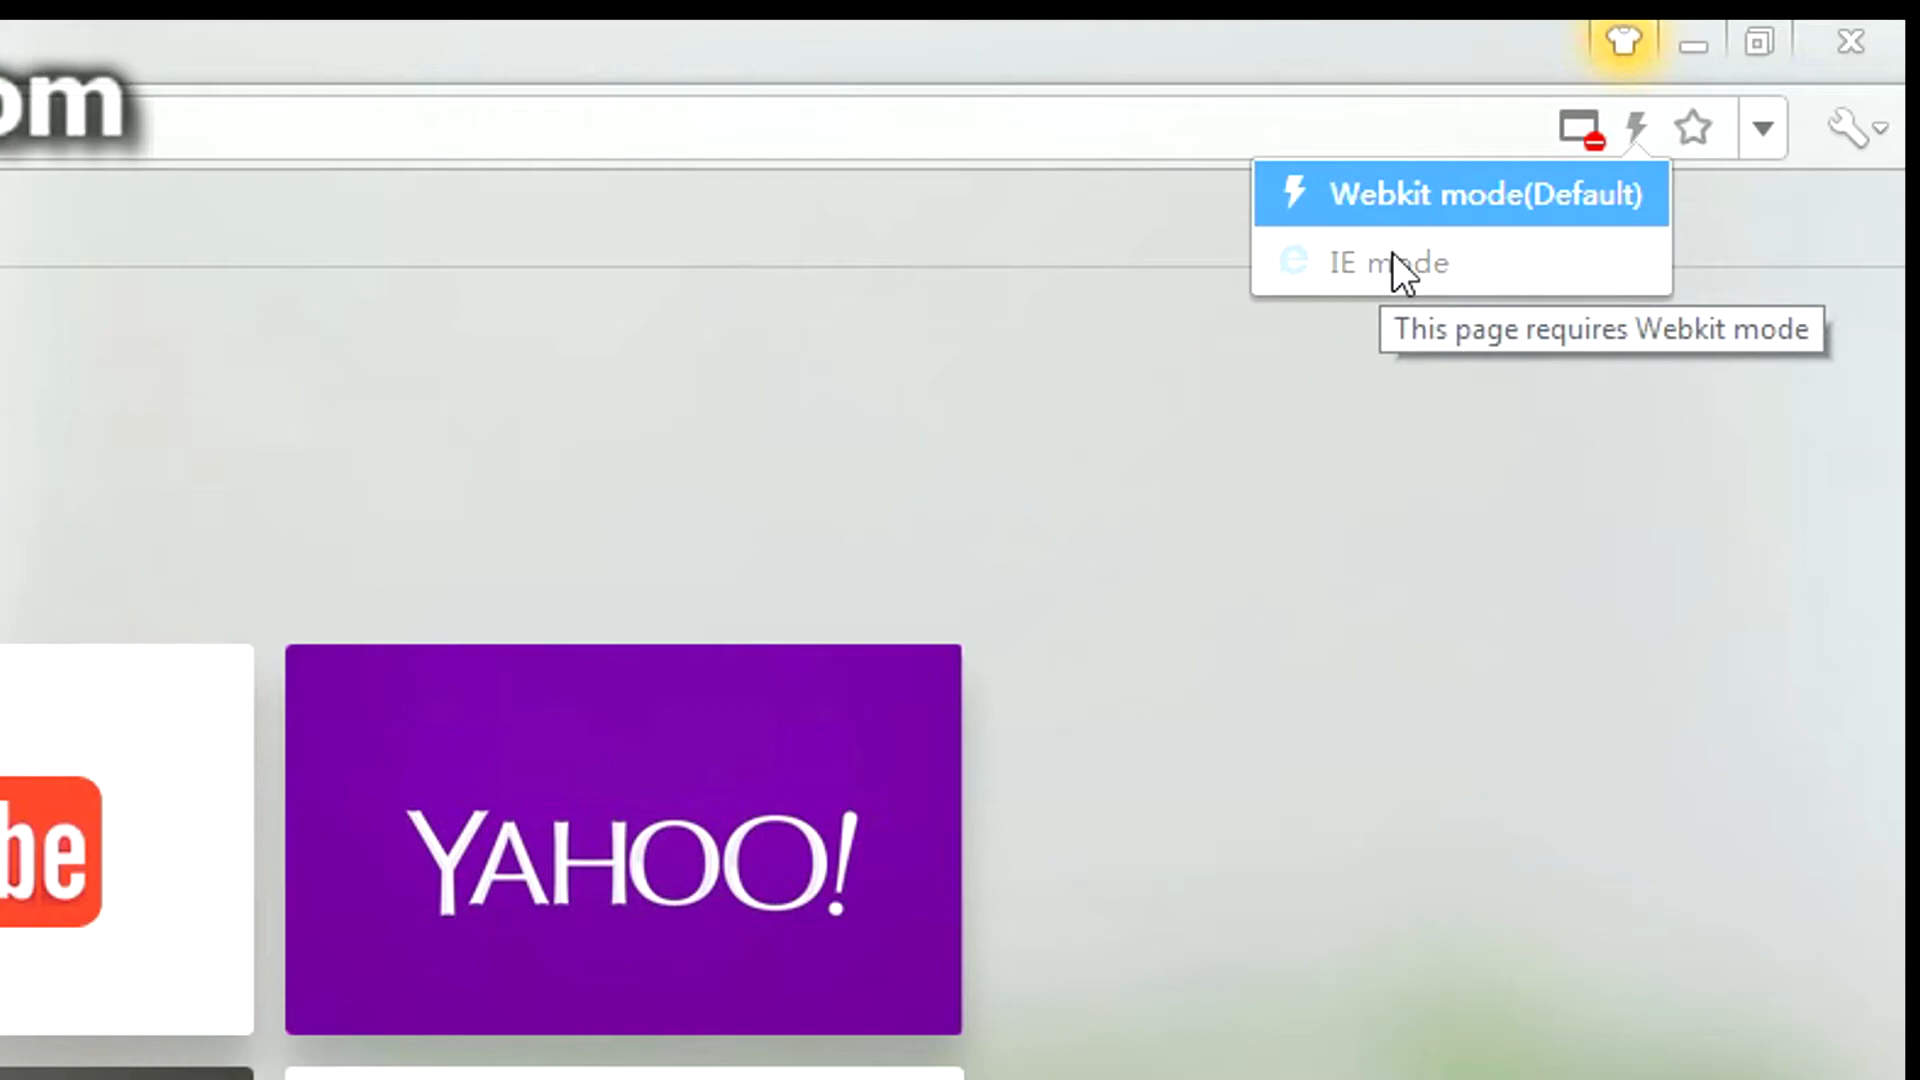 om
Webkit mode(Default)
IE mode
This page requires Webkit mode
be
YAHOO!